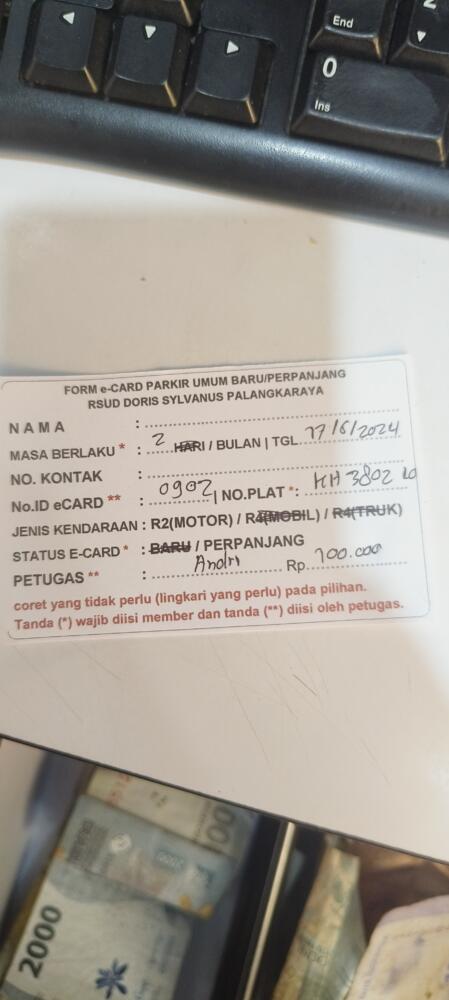 End
0
Ins
2
FORM e-CARD PARKIR UMUM BARU/PERPANJANG
RSUD DORIS SYLVANUS PALANGKARAYA
NAMA :
MASA BERLAKU * : 2 HARI / BULAN | TGL. 17/6/2024
NO. KONTAK :
No.ID eCARD ** : 0902 | NO.PLAT *: KH 3802
JENIS KENDARAAN : R2(MOTOR) / R4(MOBIL) / R4(TRUK)
STATUS E-CARD * : BARU / PERPANJANG
PETUGAS ** : Andri Rp. 100.000
coret yang tidak perlu (lingkari yang perlu) pada pilihan.
Tanda (*) wajib diisi member dan tanda (**) diisi oleh petugas.
2000